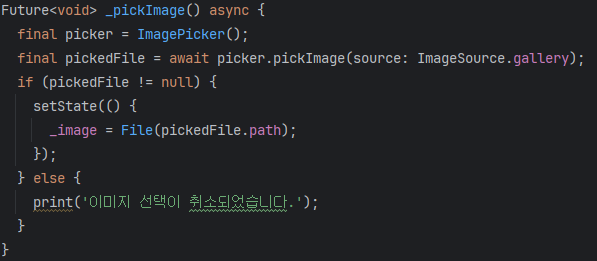 Future<void> _pickImage() async {
  final picker = ImagePicker();
  final pickedFile = await picker.pickImage(source: ImageSource.gallery);
  if (pickedFile != null) {
    setState(() {
      _image = File(pickedFile.path);
    });
  } else {
    print('이미지 선택이 취소되었습니다.');
  }
}